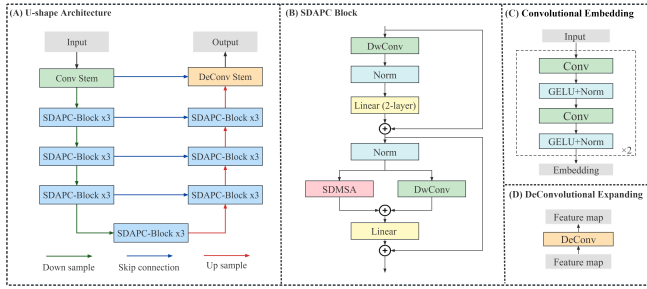 (A) U-shape Architecture
Input
Output
Conv Stem
DeConv Stem
SDAPC-Block x3
SDAPC-Block x3
SDAPC-Block x3
SDAPC-Block x3
SDAPC-Block x3
SDAPC-Block x3
SDAPC-Block x3
Down sample
Skip connection
Up sample
(B) SDAPC Block
DwConv
Norm
Linear (2-layer)
Norm
SDMSA
DwConv
Linear
(C) Convolutional Embedding
Input
Conv
GELU+Norm
Conv
GELU+Norm
×2
Embedding
(D) DeConvolutional Expanding
Feature map
DeConv
Feature map